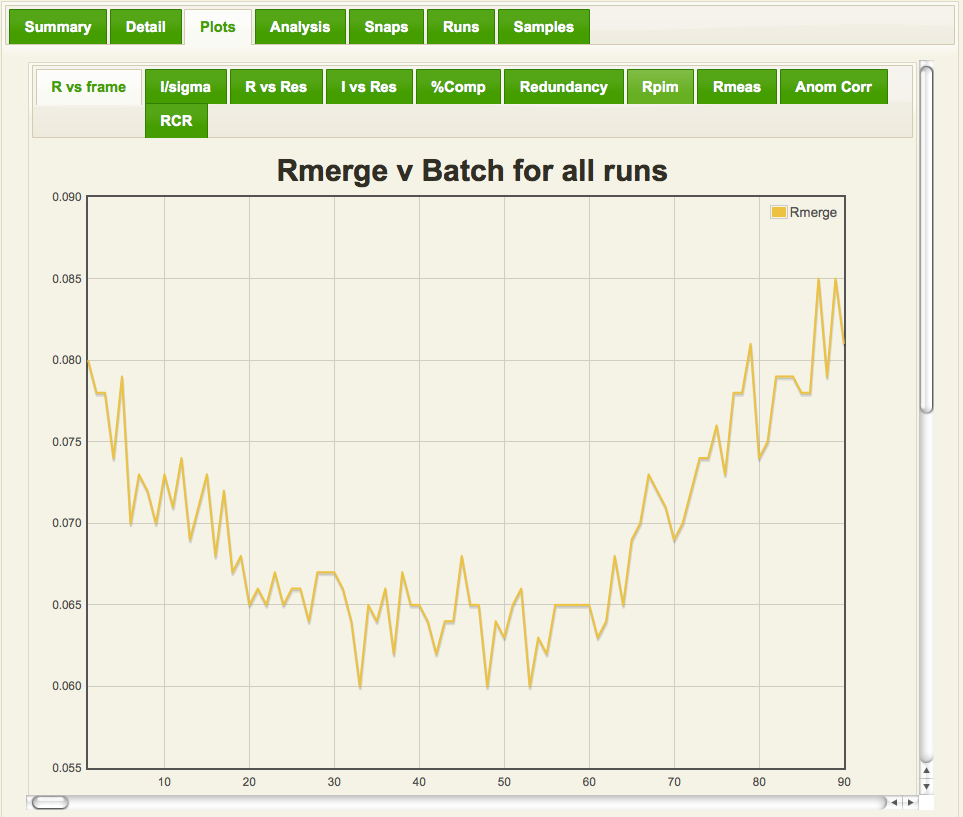 Summary Detail Plots Analysis Snaps Runs Samples
R vs frame I/sigma R vs Res I vs Res %Comp Redundancy Rpim Rmeas Anom Corr
RCR
Rmerge v Batch for all runs
0.090
Rmerge
0.085
0.080
0.075
0.070
0.065
0.060
0.055
10 20 30 40 50 60 70 80 90